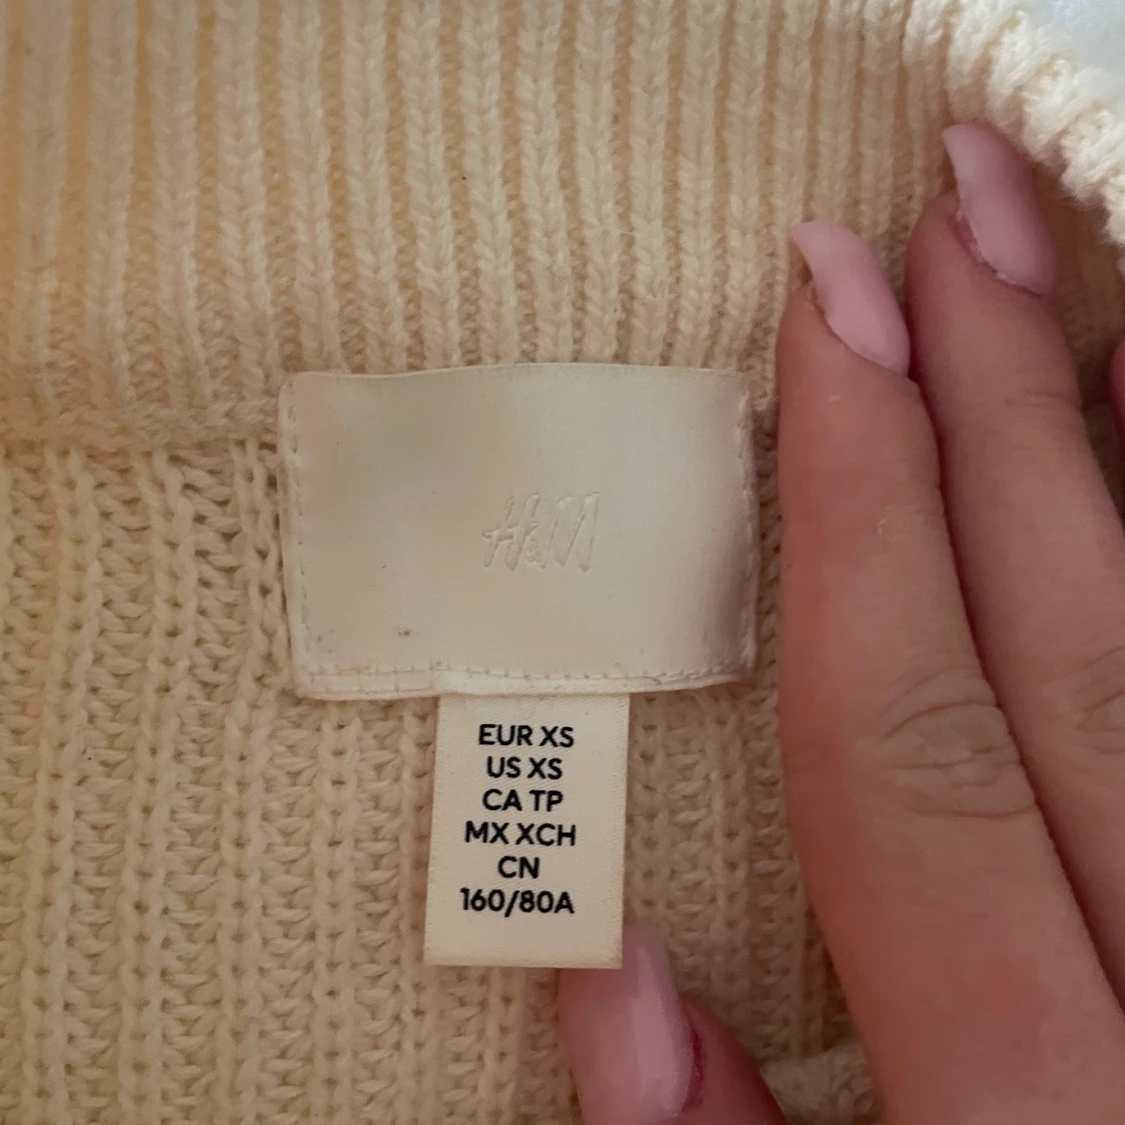 H&M
EUR XS
US XS
CA TP
MX XCH
CN
160/80A